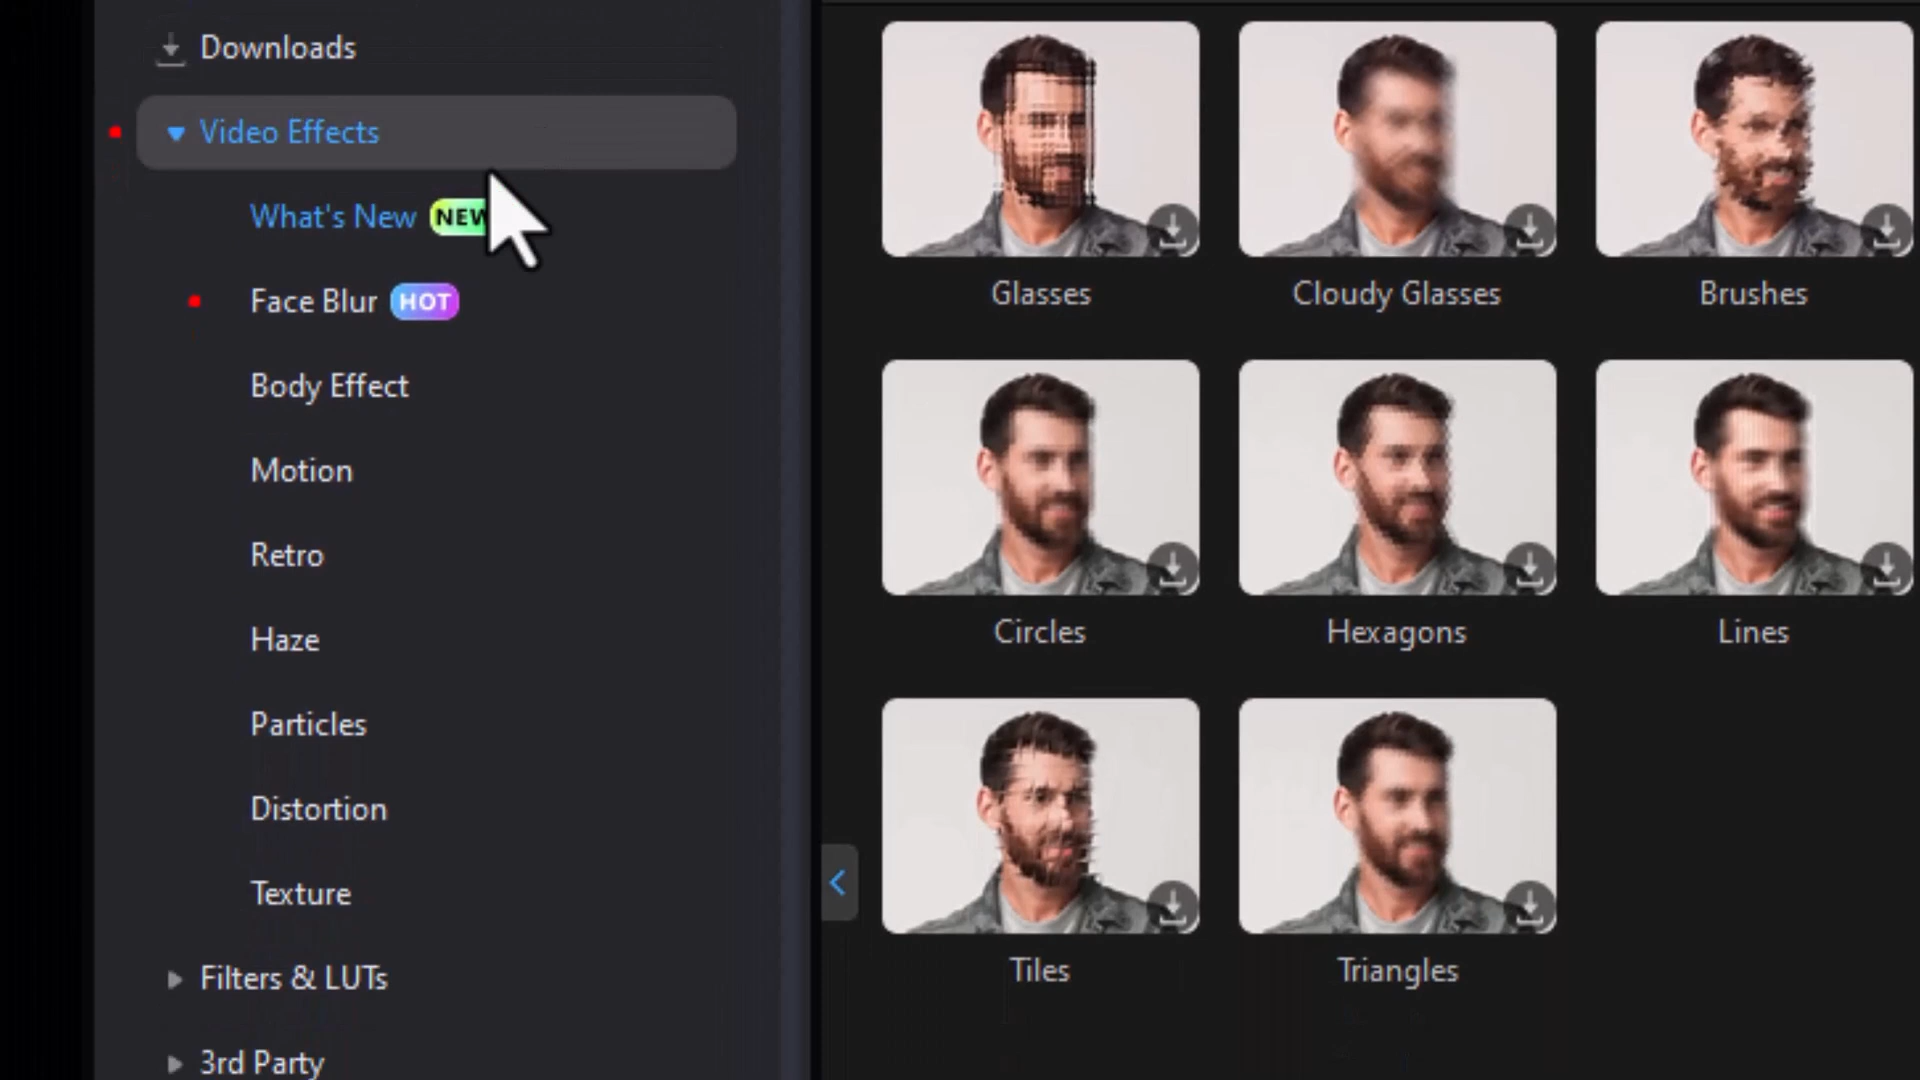 Downloads
Video Effects
What's New NEW
Face Blur HOT
Body Effect
Motion
Retro
Haze
Particles
Distortion
Texture
Filters & LUTs
3rd Party
Glasses
Cloudy Glasses
Brushes
Circles
Hexagons
Lines
Tiles
Triangles